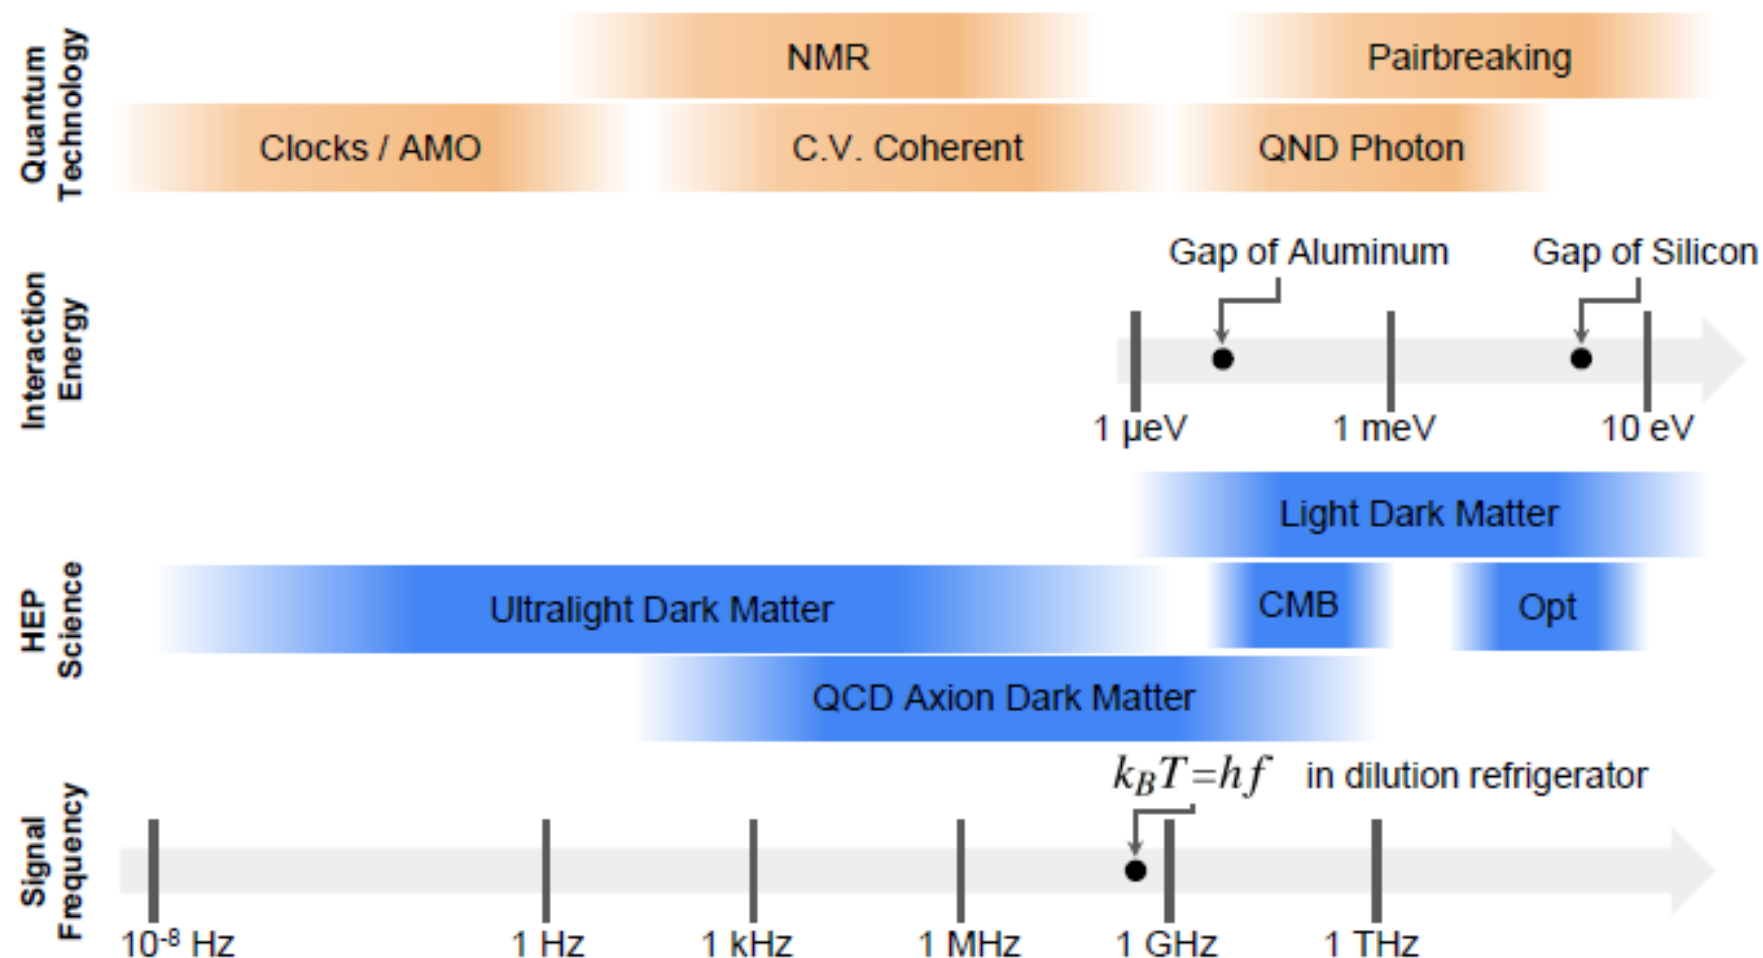 Quantum
Technology
NMR
Pairbreaking
Clocks / AMO
C.V. Coherent
QND Photon
Interaction
Energy
Gap of Aluminum
Gap of Silicon
1 µeV
1 meV
10 eV
HEP
Science
Light Dark Matter
Ultralight Dark Matter
CMB
Opt
QCD Axion Dark Matter
Signal
Frequency
k_BT=hf in dilution refrigerator
10⁻⁸ Hz
1 Hz
1 kHz
1 MHz
1 GHz
1 THz